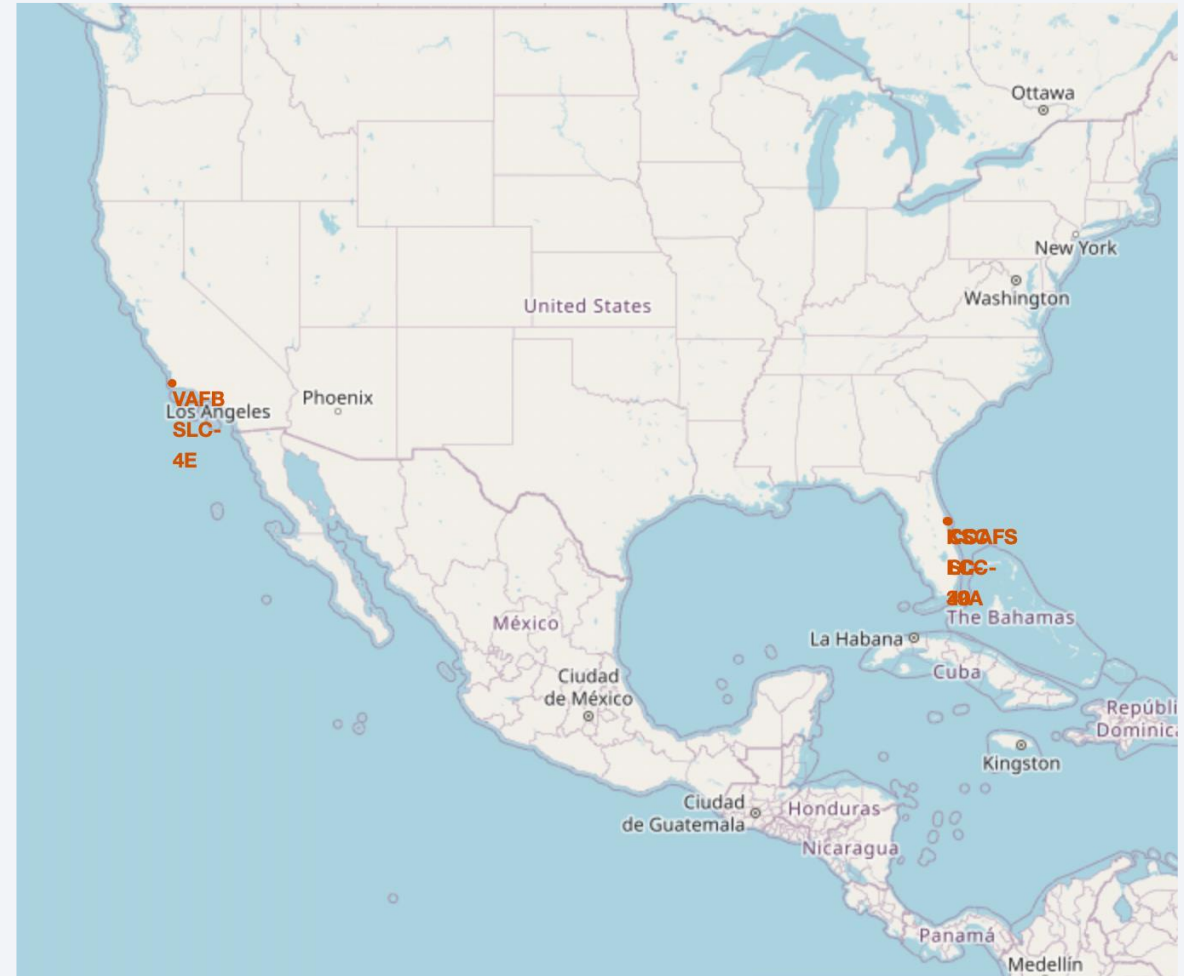 Ottawa
New York
Washington
United States
Phoenix
VAFB
Los Angeles
SLC-
4E
The Bahamas
México
La Habana
Cuba
Ciudad
de México
Repúbli
Dominica
Kingston
Ciudad
de Guatemala
Honduras
Nicaragua
Panamá
Medellín